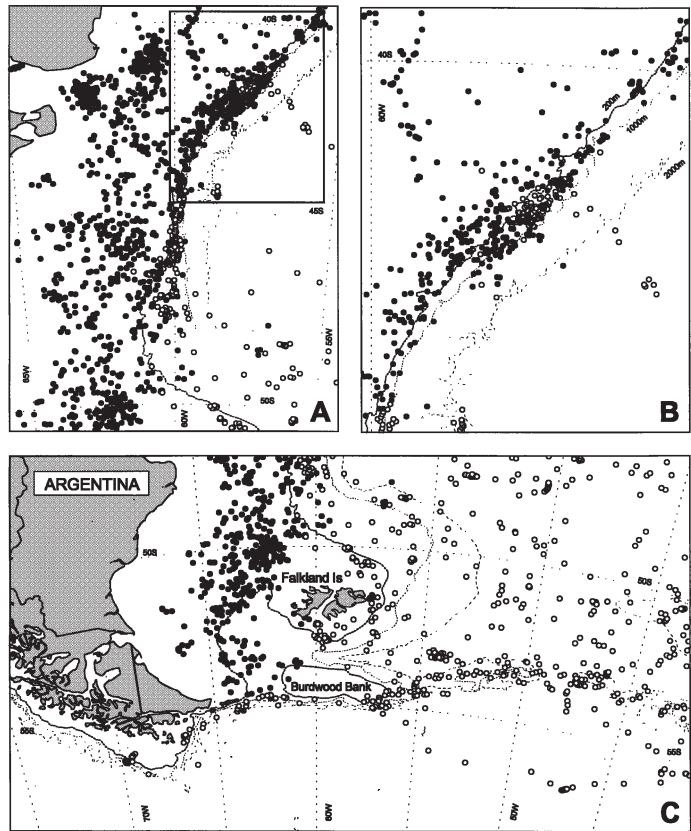 40S
45S
65W
60W
55W
50S
A
40S
60W
200m
1000m
2000m
B
ARGENTINA
50S
Falkland Is
50S
Burdwood Bank
55S
55S
70W
60W
50W
C